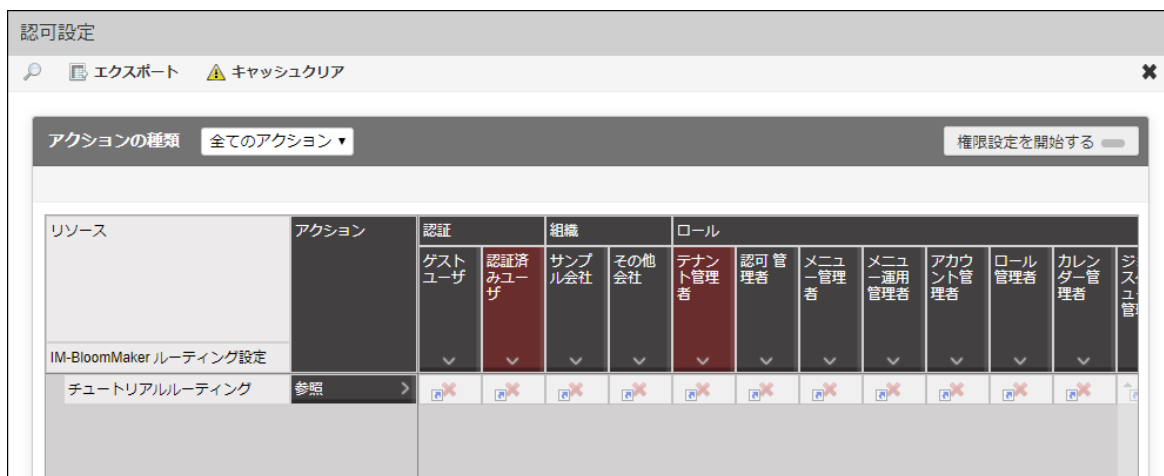 認可設定
エクスポート キャッシュクリア
アクションの種類 全てのアクション
権限設定を開始する
リソース アクション 認証 組織 ロール
ゲスト
ユーザ
認証済
みユー
ザ
サンプ
ル会社
その他
会社
テナン
ト管理
者
認可 管
理者
メニュ
ー管理
者
メニュ
ー運用
管理者
アカウ
ント管
理者
ロール
管理者
カレン
ダー管
理者
IM-BloomMaker ルーティング設定
チュートリアルルーティング 参照